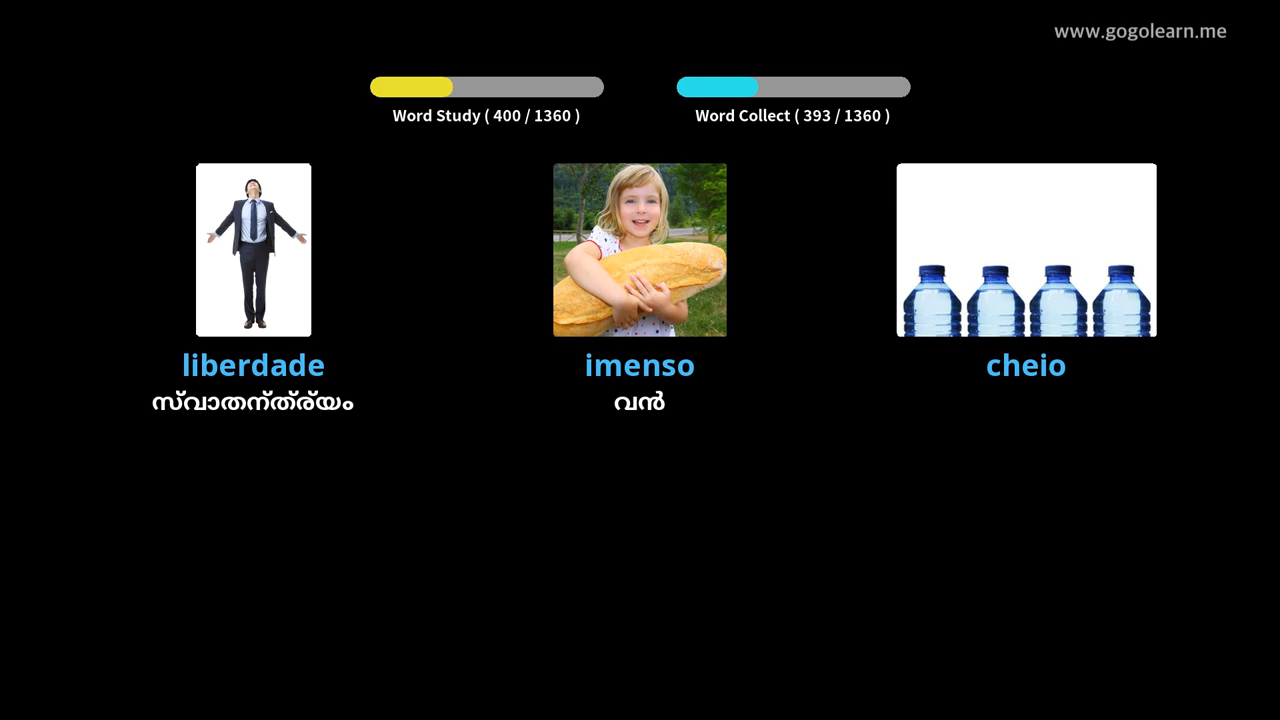 www.gogolearn.me
Word Study ( 400 / 1360 )
Word Collect ( 393 / 1360 )
liberdade
imenso
cheio
സ്വാതന്ത്ര്യം
വൻ